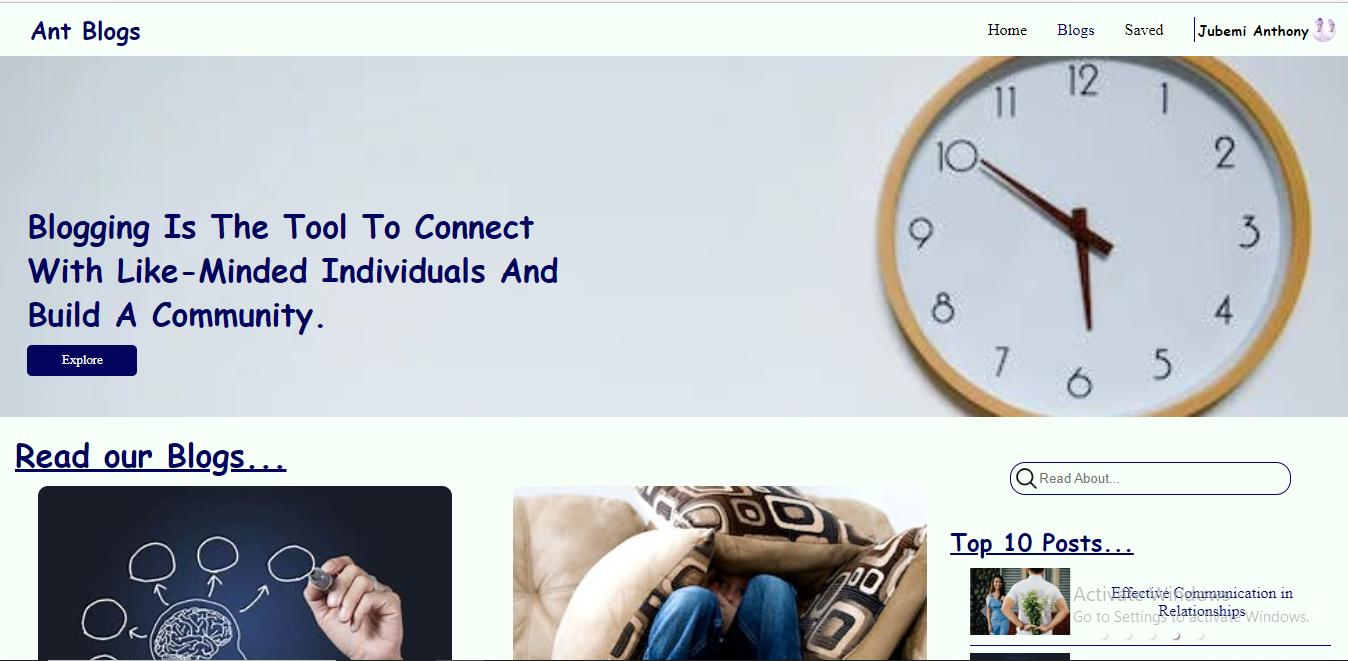 Ant Blogs
Home
Blogs
Saved
Jubemi Anthony
12
11
1
10
2
9
3
8
4
7
5
6
Blogging Is The Tool To Connect
With Like-Minded Individuals And
Build A Community.
Explore
Read our Blogs...
Read About...
Top 10 Posts...
Effective Communication in
Relationships
Activate Windows
Go to Settings to activate Windows.